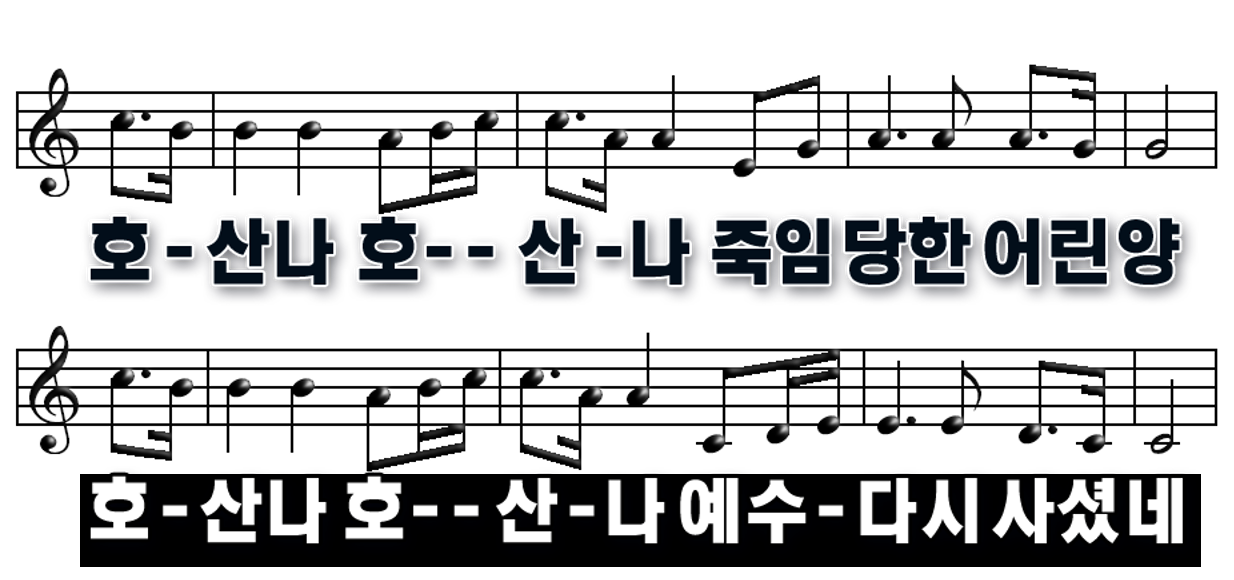 호 - 산나 호 - - 산 - 나 죽임 당한 어린양
호 - 산나 호 - - 산 - 나 예수 - 다시 사셨네